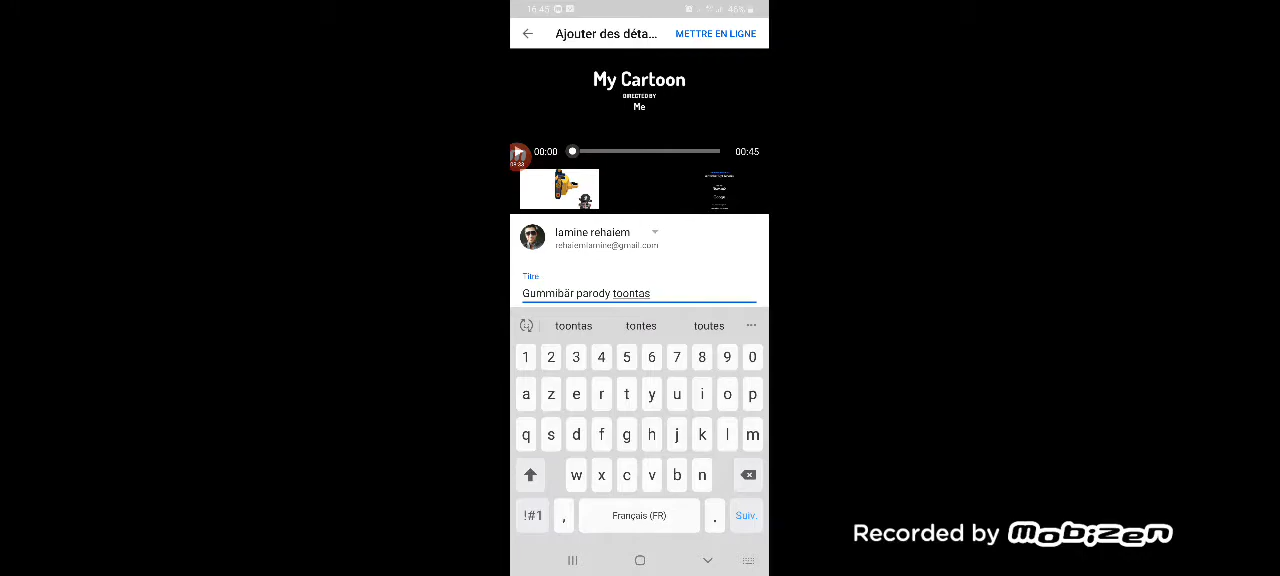 16:45 46%
Ajouter des déta... METTRE EN LIGNE
My Cartoon
DIRECTED BY
Me
00:00 00:45
lamine rehaiem
rehaiemlamine@gmail.com
Titre
Gummibär parody toontas
toontas tontes toutes ...
1 2 3 4 5 6 7 8 9 0
a z e r t y u i o p
q s d f g h j k l m
w x c v b n
!#1 , Français (FR) . Suiv.
Recorded by mobizen